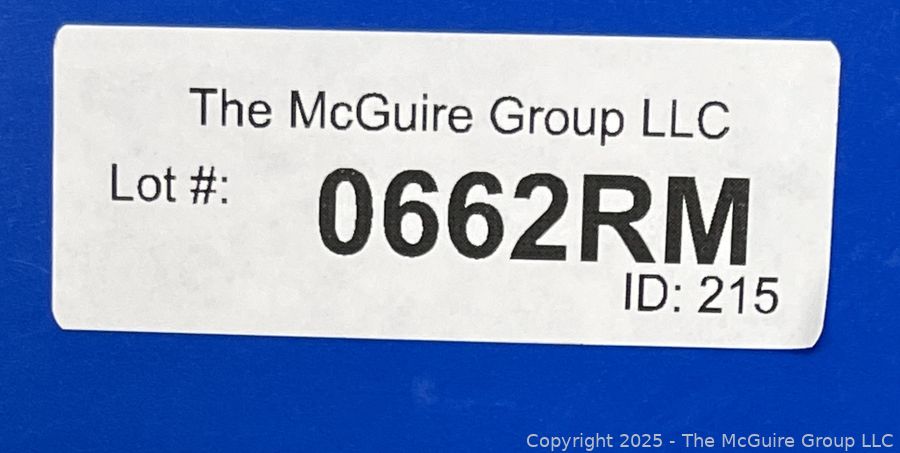 The McGuire Group LLC
Lot #: 0662RM
ID: 215
Copyright 2025 - The McGuire Group LLC